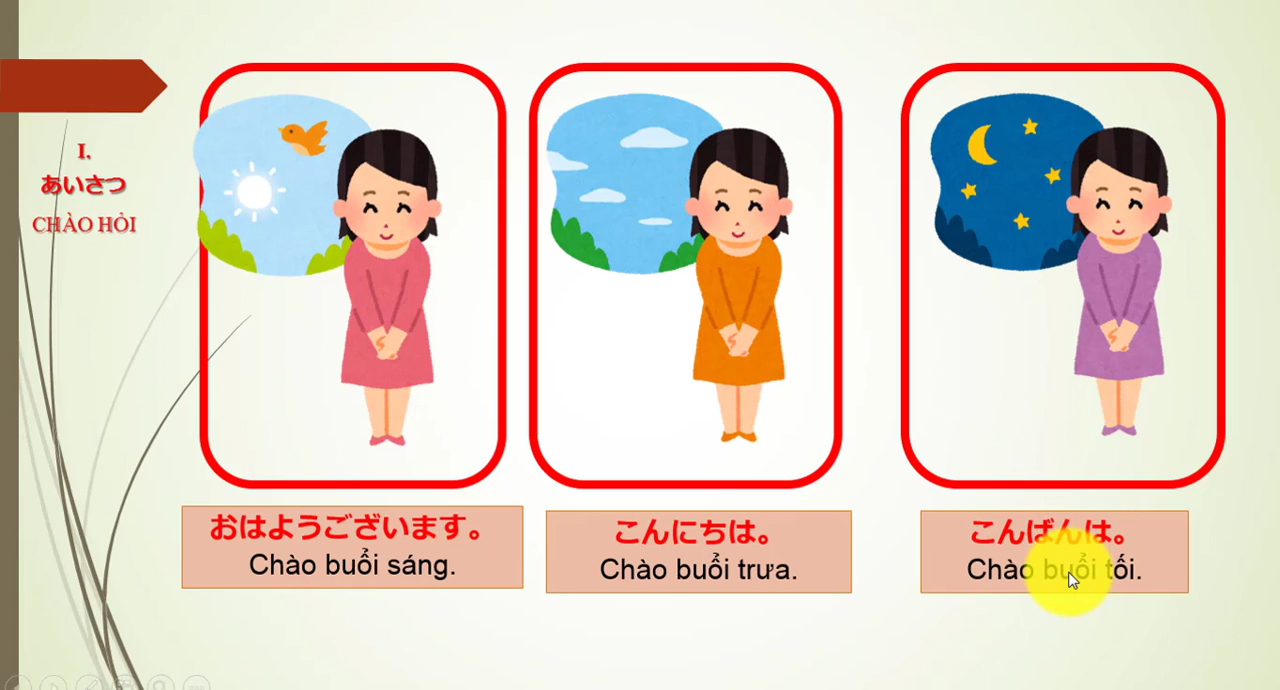 I.
あいさつ
CHÀO HỎI
おはようございます。
Chào buổi sáng.
こんにちは。
Chào buổi trưa.
こんばんは。
Chào buổi tối.